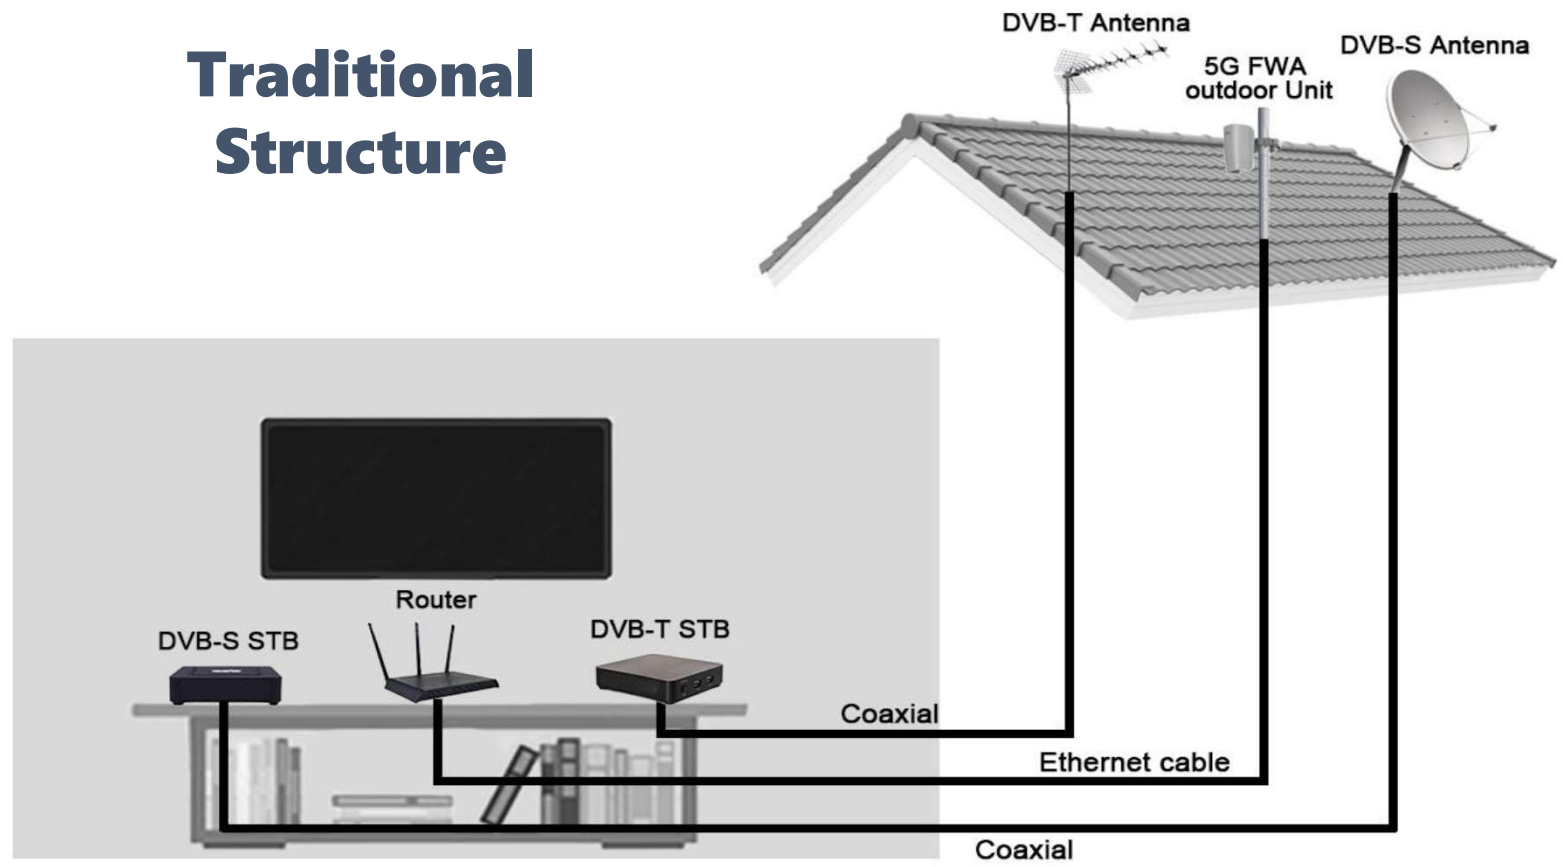 Traditional
Structure
DVB-T Antenna
5G FWA
outdoor Unit
DVB-S Antenna
Router
DVB-S STB
DVB-T STB
Coaxial
Ethernet cable
Coaxial